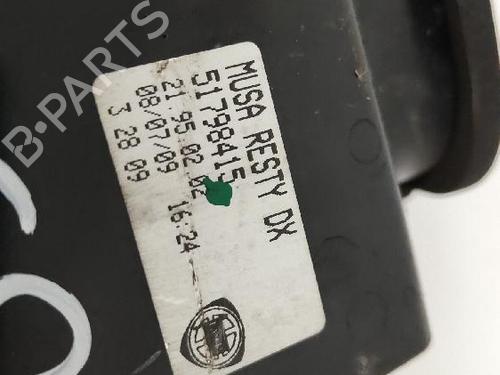 MUSA RESTY DX
51798415
21.95.02.02 16:24
08/07/09
3 28 09
B-PARTS